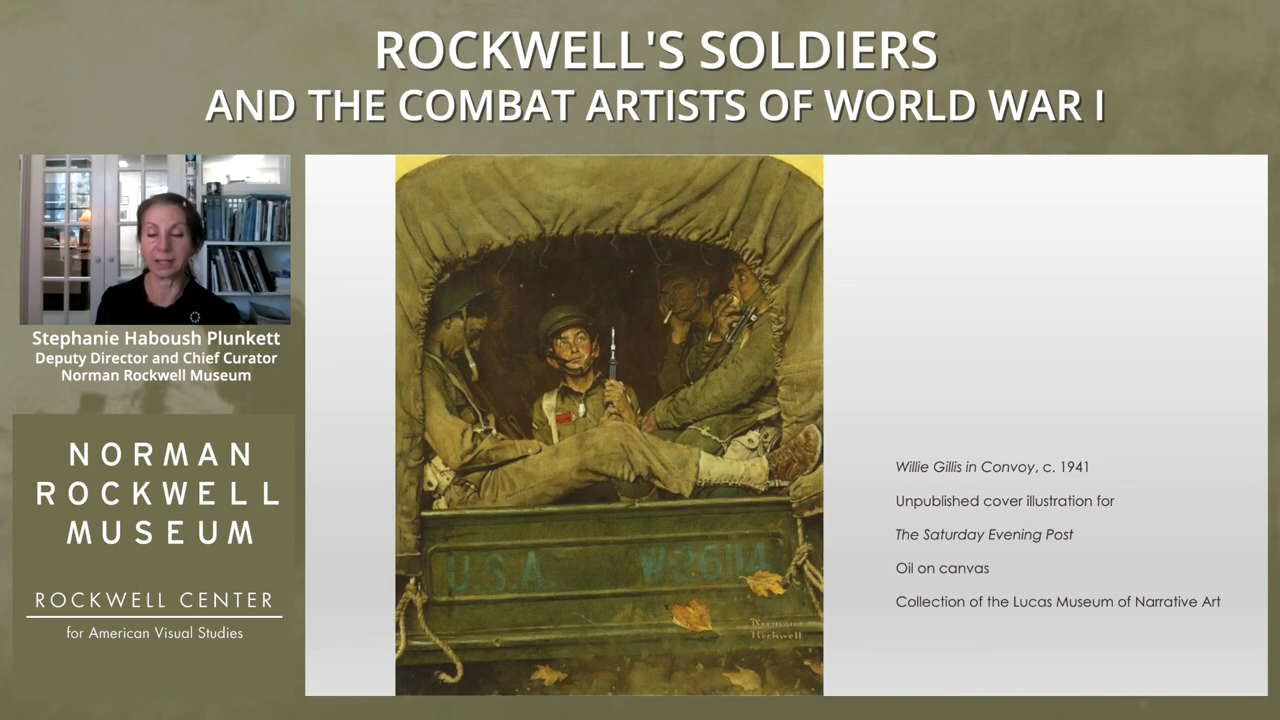 ROCKWELL'S SOLDIERS
AND THE COMBAT ARTISTS OF WORLD WAR I
Stephanie Haboush Plunkett
Deputy Director and Chief Curator
Norman Rockwell Museum
NORMAN
ROCKWELL
MUSEUM
ROCKWELL CENTER
for American Visual Studies
U.S.A. W-26114
Norman
Rockwell
Willie Gillis in Convoy, c. 1941
Unpublished cover illustration for
The Saturday Evening Post
Oil on canvas
Collection of the Lucas Museum of Narrative Art